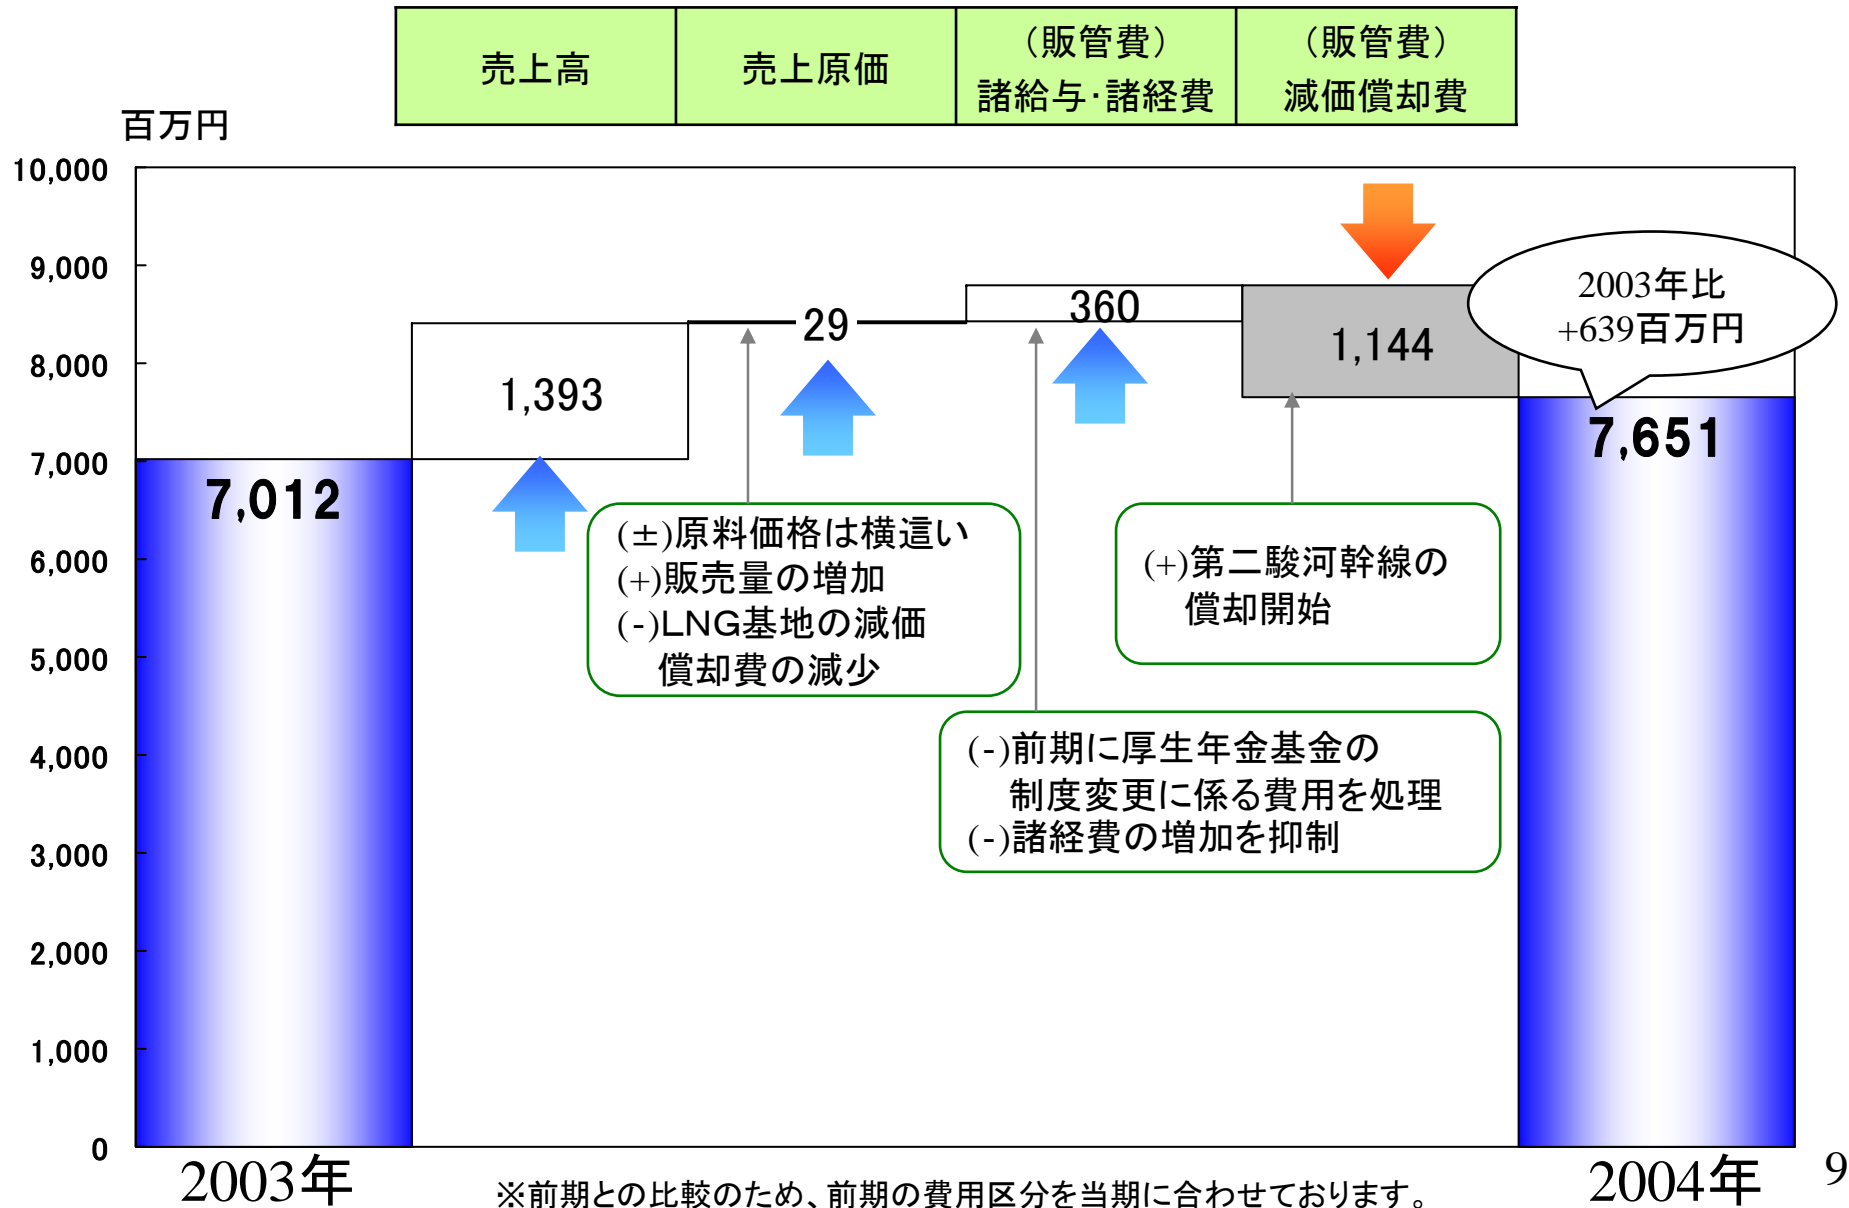 売上高
売上原価
（販管費）
諸給与・諸経費
（販管費）
減価償却費
百万円
10,000
9,000
8,000
7,000
6,000
5,000
4,000
3,000
2,000
1,000
0
7,012
1,393
29
360
1,144
2003年比
+639百万円
7,651
(±)原料価格は横這い
(+)販売量の増加
(-)LNG基地の減価
償却費の減少
(+)第二駿河幹線の
償却開始
(-)前期に厚生年金基金の
制度変更に係る費用を処理
(-)諸経費の増加を抑制
2003年
2004年
※前期との比較のため、前期の費用区分を当期に合わせております。
9